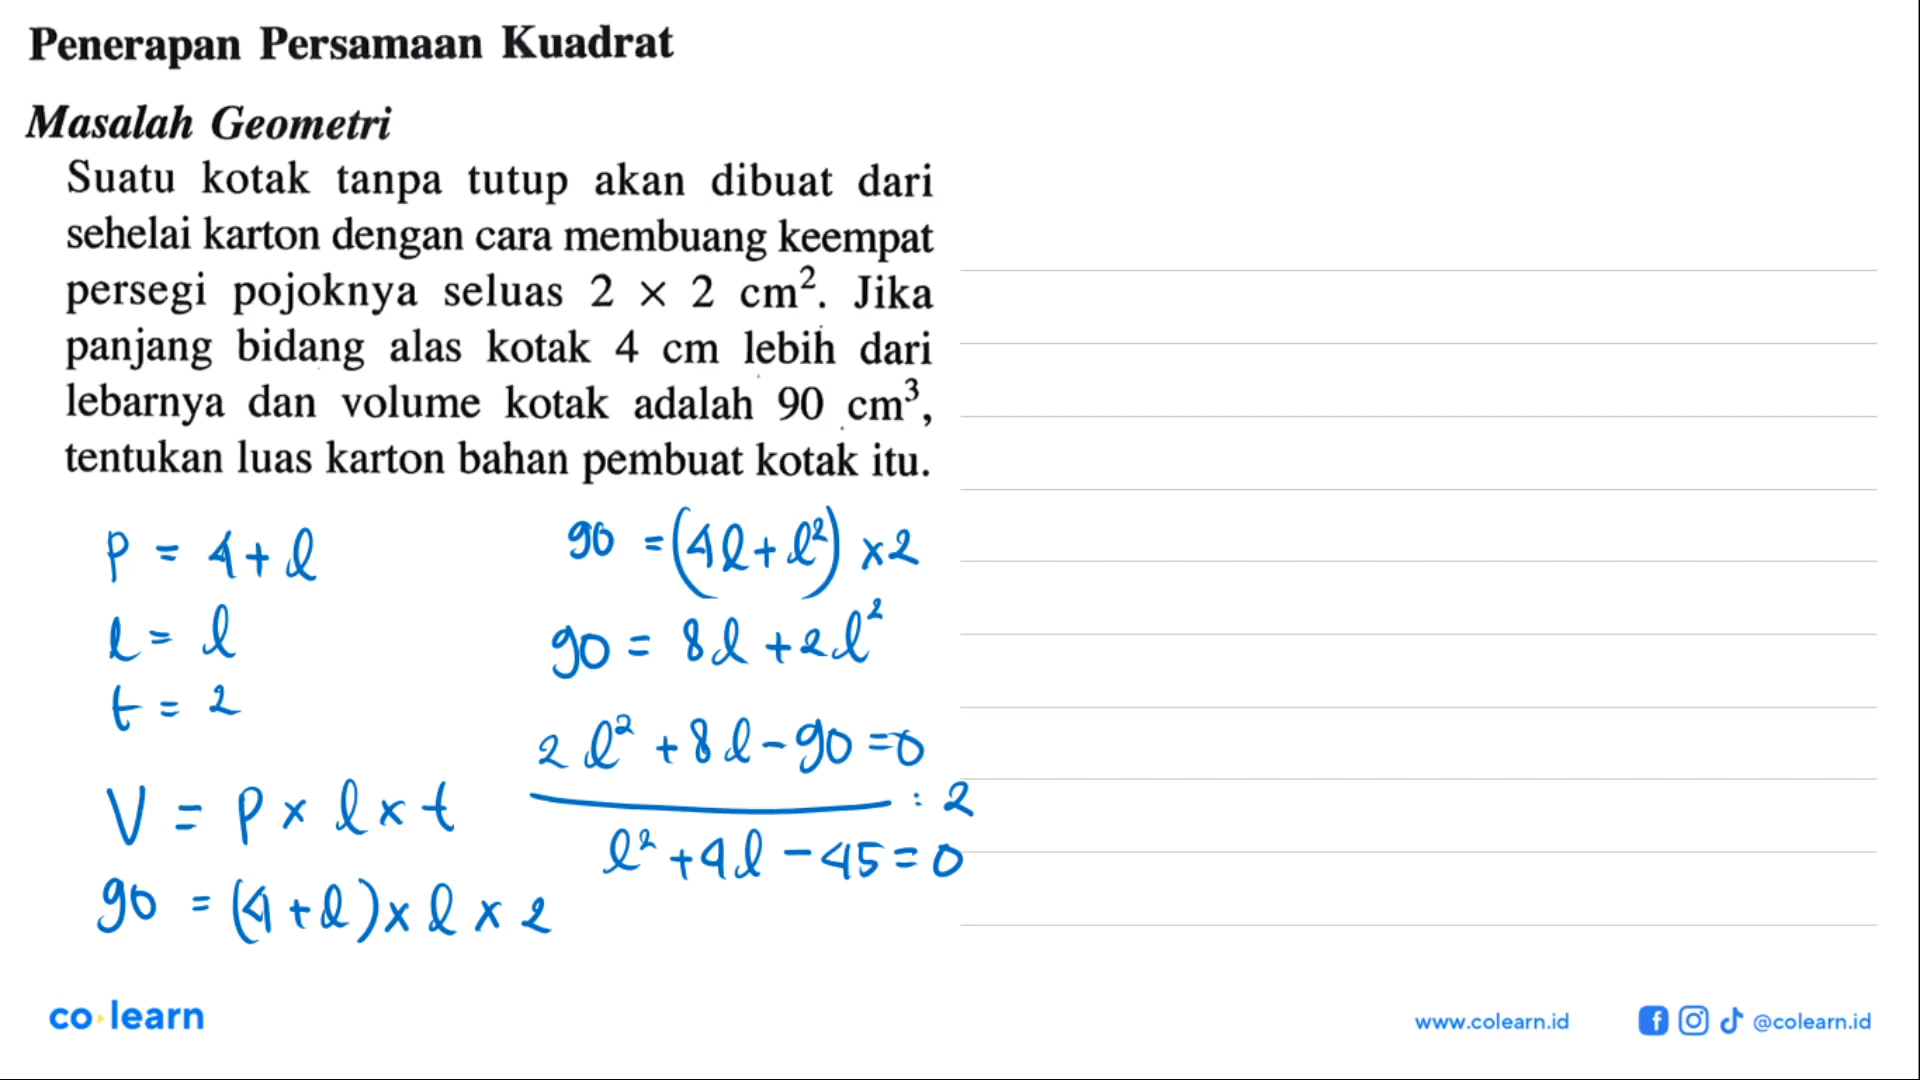 Penerapan Persamaan Kuadrat
Masalah Geometri
Suatu kotak tanpa tutup akan dibuat dari
sehelai karton dengan cara membuang keempat
persegi pojoknya seluas 2 × 2 cm². Jika
panjang bidang alas kotak 4 cm lebih dari
lebarnya dan volume kotak adalah 90 cm³,
tentukan luas karton bahan pembuat kotak itu.
p = 4 + l
l = l
t = 2
V = p × l × t
90 = (4 + l) × l × 2
90 = (4l + l²) × 2
90 = 8l + 2l²
2l² + 8l - 90 = 0
: 2
l² + 4l - 45 = 0
co learn
www.colearn.id
@colearn.id